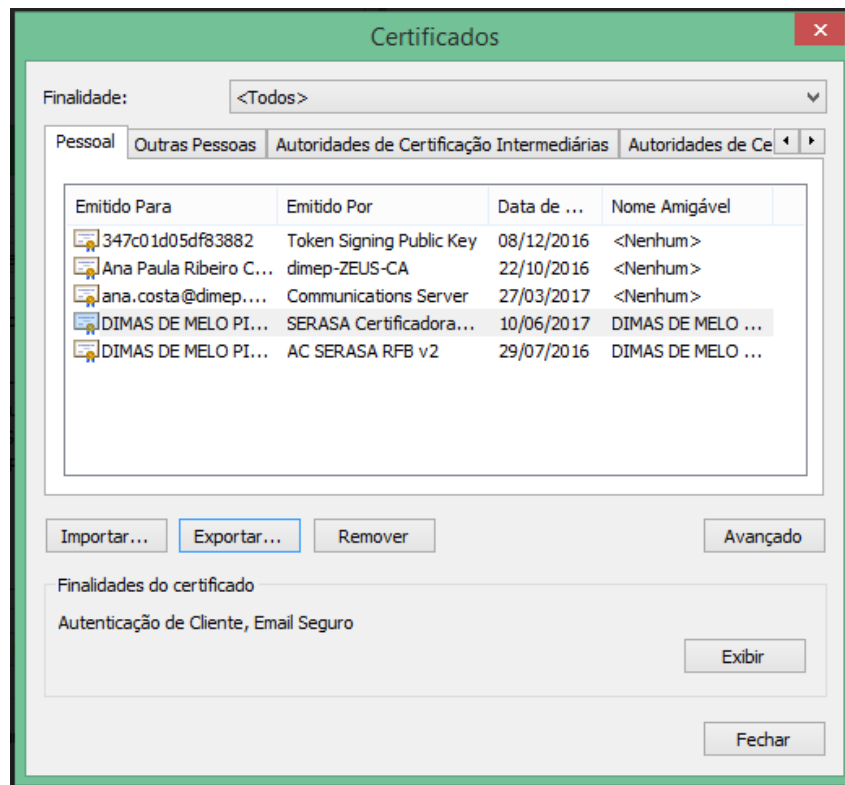 Certificados
Finalidade: <Todos>
Pessoal Outras Pessoas Autoridades de Certificação Intermediárias Autoridades de Ce
Emitido Para Emitido Por Data de ... Nome Amigável
347c01d05df83882 Token Signing Public Key 08/12/2016 <Nenhum>
Ana Paula Ribeiro C... dimep-ZEUS-CA 22/10/2016 <Nenhum>
ana.costa@dimep.... Communications Server 27/03/2017 <Nenhum>
DIMAS DE MELO PI... SERASA Certificadora... 10/06/2017 DIMAS DE MELO ...
DIMAS DE MELO PI... AC SERASA RFB v2 29/07/2016 DIMAS DE MELO ...
Importar... Exportar... Remover Avançado
Finalidades do certificado
Autenticação de Cliente, Email Seguro
Exibir
Fechar